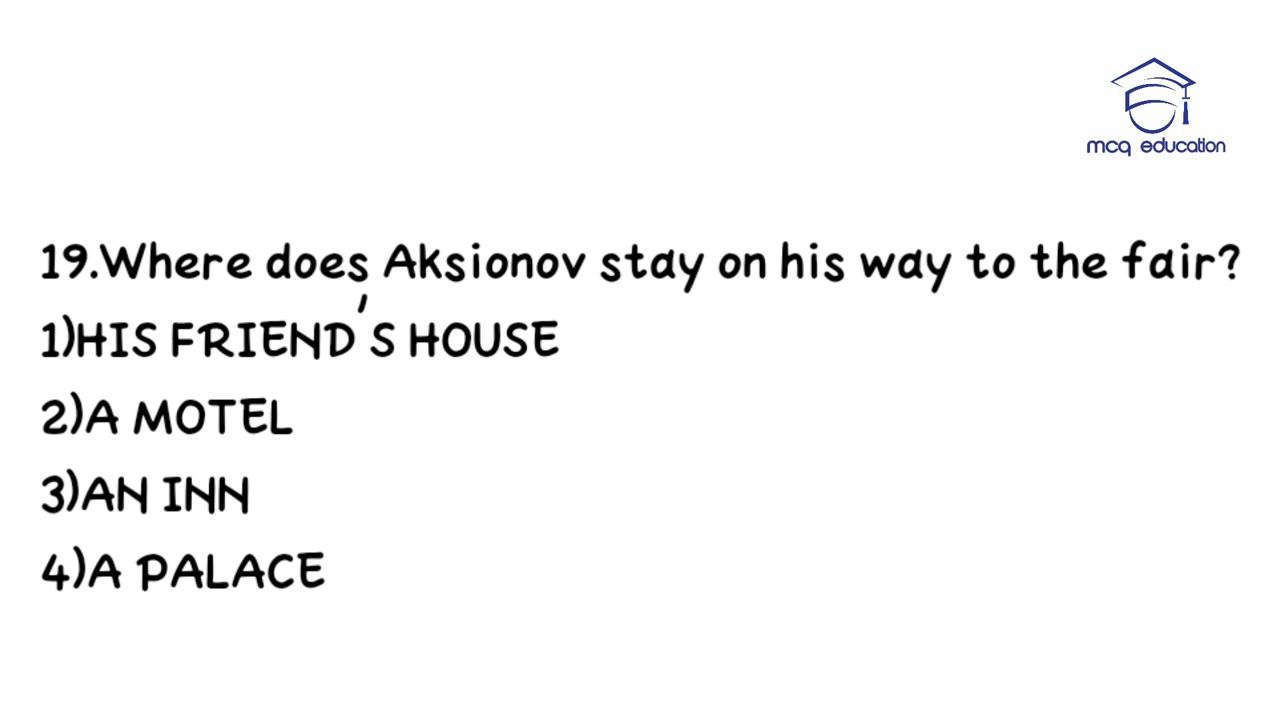 mcq education
19.Where does Aksionov stay on his way to the fair?
1)HIS FRIEND'S HOUSE
2)A MOTEL
3)AN INN
4)A PALACE